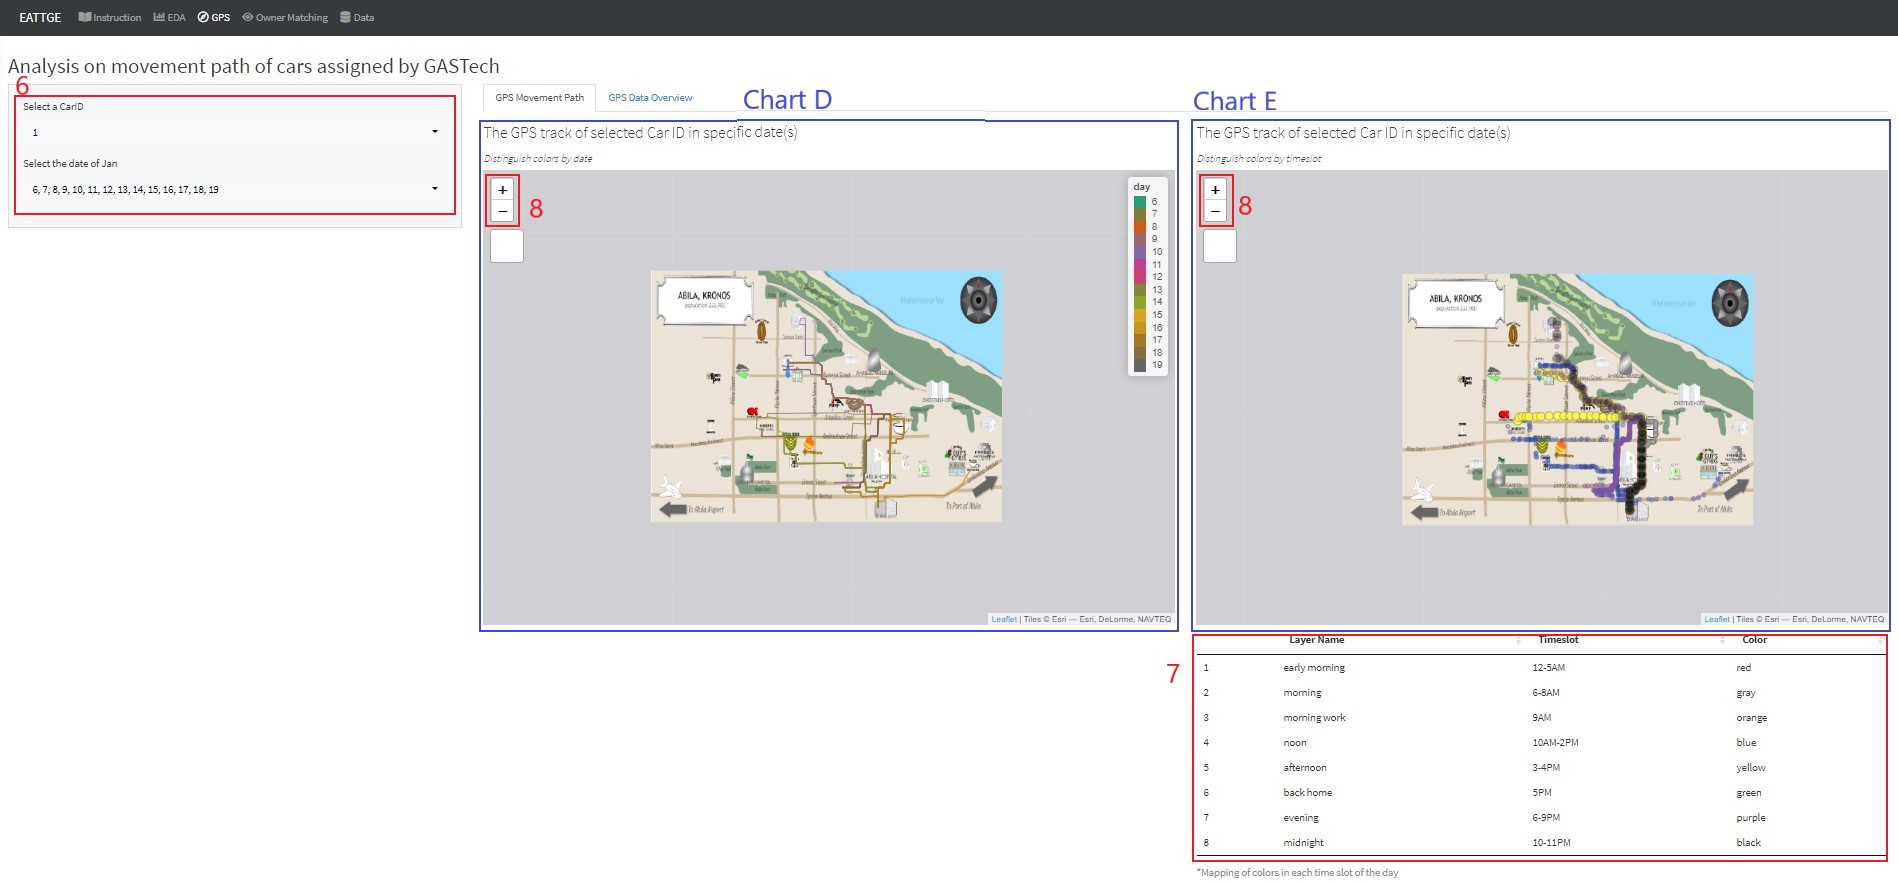 EATTGE Instruction EDA GPS Owner Matching Data
Analysis on movement path of cars assigned by GASTech
6
Select a CarID
1
Select the date of Jan
6, 7, 8, 9, 10, 11, 12, 13, 14, 15, 16, 17, 18, 19
GPS Movement Path GPS Data Overview
Chart D
The GPS track of selected Car ID in specific date(s)
Distinguish colors by date
+
−
8
day
6
7
8
9
10
11
12
13
14
15
16
17
18
19
ABILA, KRONOS
To Abila Airport
To Port of Abila
Leaflet | Tiles © Esri — Esri, DeLorme, NAVTEQ
Chart E
The GPS track of selected Car ID in specific date(s)
Distinguish colors by timeslot
+
−
8
ABILA, KRONOS
To Abila Airport
To Port of Abila
Leaflet | Tiles © Esri — Esri, DeLorme, NAVTEQ
7
Layer Name Timeslot Color
1 early morning 12-5AM red
2 morning 6-8AM gray
3 morning work 9AM orange
4 noon 10AM-2PM blue
5 afternoon 3-4PM yellow
6 back home 5PM green
7 evening 6-9PM purple
8 midnight 10-11PM black
*Mapping of colors in each time slot of the day